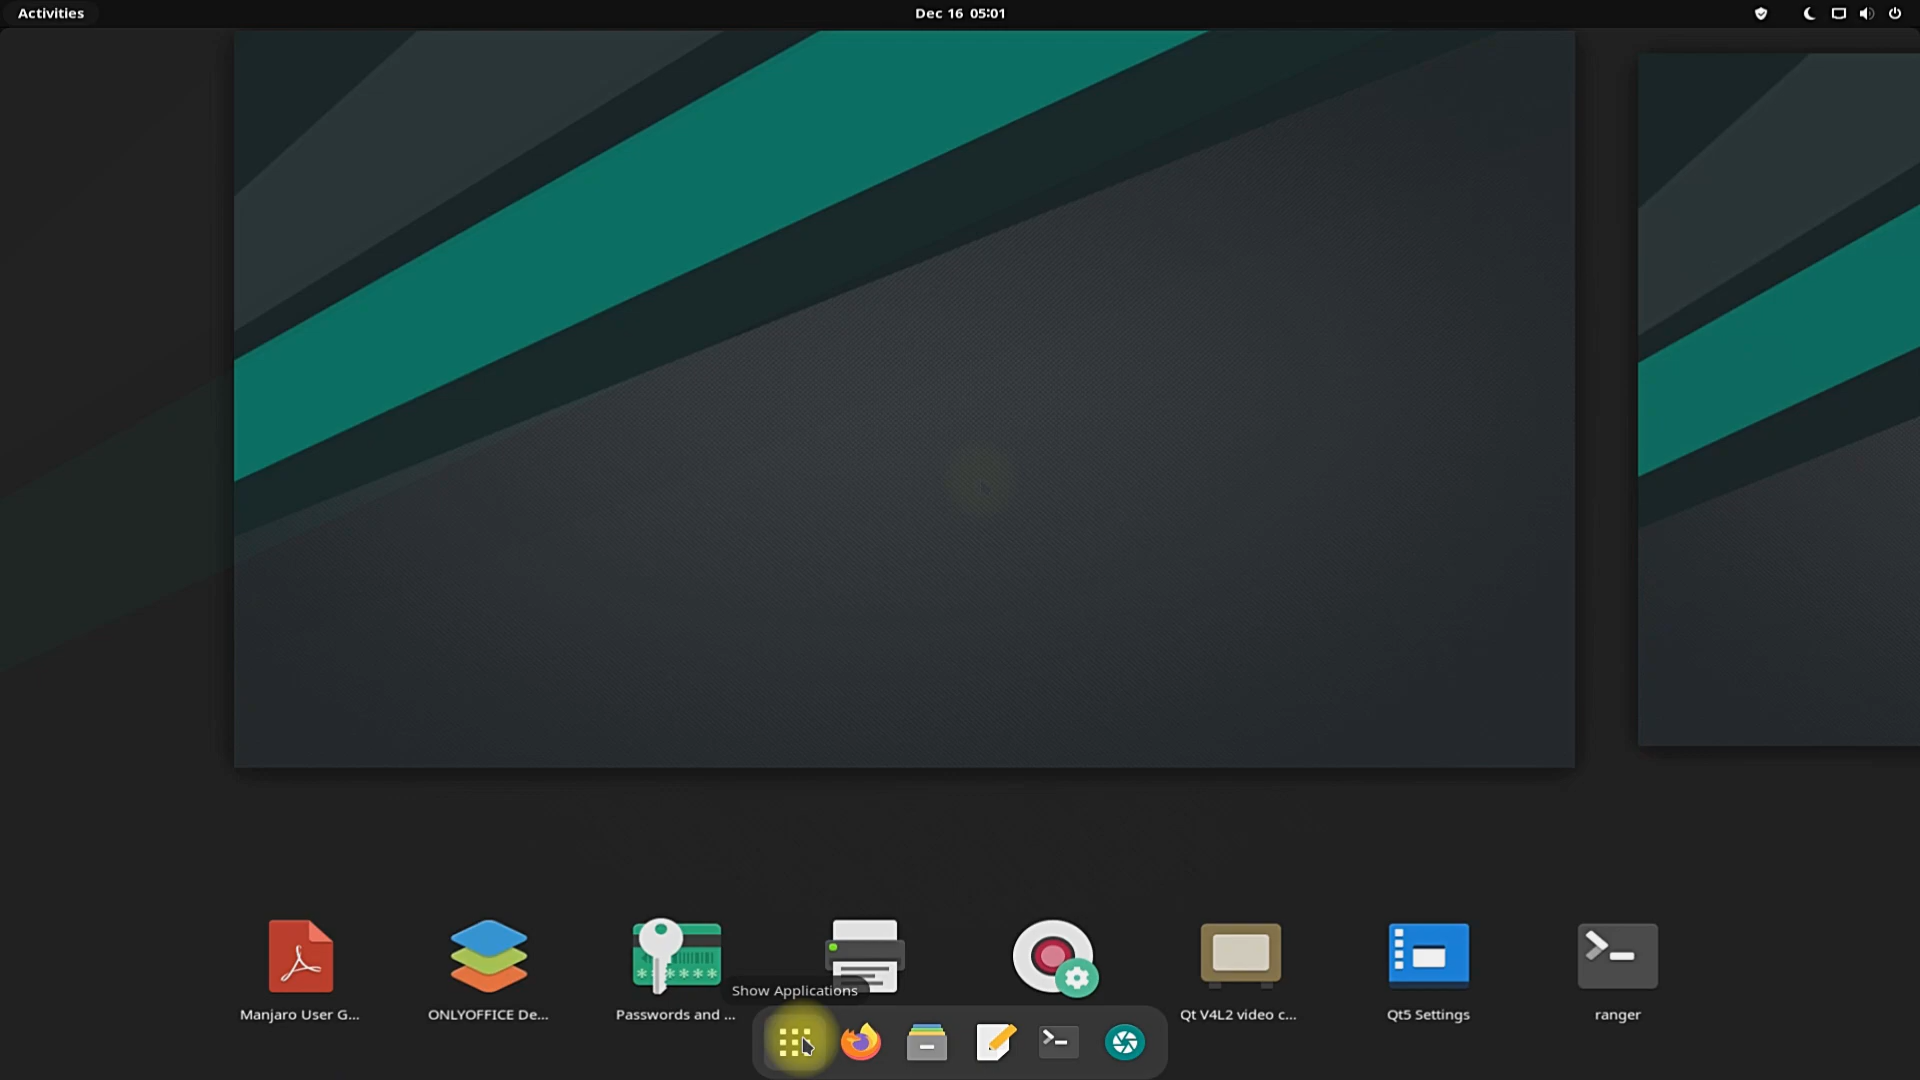 Activities
Dec 16 05:01
Show Applications
Manjaro User G...
ONLYOFFICE De...
Passwords and ...
Qt V4L2 video c...
Qt5 Settings
ranger